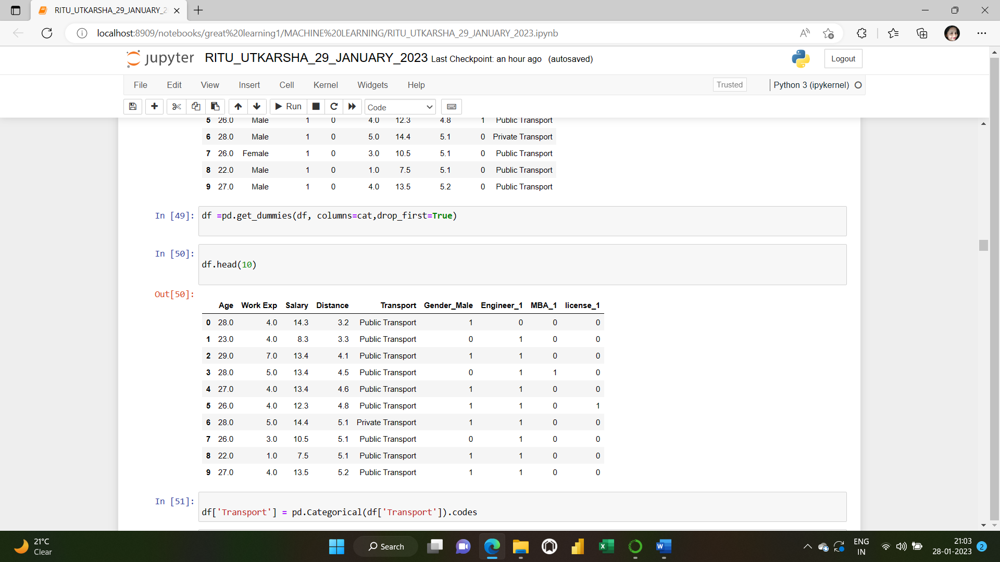 RITU_UTKARSHA_29_JANUARY_2
localhost:8909/notebooks/great%20learning1/MACHINE%20LEARNING/RITU_UTKARSHA_29_JANUARY_2023.ipynb
jupyter RITU_UTKARSHA_29_JANUARY_2023 Last Checkpoint: an hour ago (autosaved) Logout
File Edit View Insert Cell Kernel Widgets Help Trusted Python 3 (ipykernel)
Run Code
5 26.0 Male 1 0 4.0 12.3 4.8 1 Public Transport
6 28.0 Male 1 0 5.0 14.4 5.1 0 Private Transport
7 26.0 Female 1 0 3.0 10.5 5.1 0 Public Transport
8 22.0 Male 1 0 1.0 7.5 5.1 0 Public Transport
9 27.0 Male 1 0 4.0 13.5 5.2 0 Public Transport
In [49]: df =pd.get_dummies(df, columns=cat,drop_first=True)
In [50]:
df.head(10)
Out[50]:
Age Work Exp Salary Distance Transport Gender_Male Engineer_1 MBA_1 license_1
0 28.0 4.0 14.3 3.2 Public Transport 1 0 0 0
1 23.0 4.0 8.3 3.3 Public Transport 0 1 0 0
2 29.0 7.0 13.4 4.1 Public Transport 1 1 0 0
3 28.0 5.0 13.4 4.5 Public Transport 0 1 1 0
4 27.0 4.0 13.4 4.6 Public Transport 1 1 0 0
5 26.0 4.0 12.3 4.8 Public Transport 1 1 0 1
6 28.0 5.0 14.4 5.1 Private Transport 1 1 0 0
7 26.0 3.0 10.5 5.1 Public Transport 0 1 0 0
8 22.0 1.0 7.5 5.1 Public Transport 1 1 0 0
9 27.0 4.0 13.5 5.2 Public Transport 1 1 0 0
In [51]:
df['Transport'] = pd.Categorical(df['Transport']).codes
21°C
Clear
Search
ENG
IN
21:03
28-01-2023
2